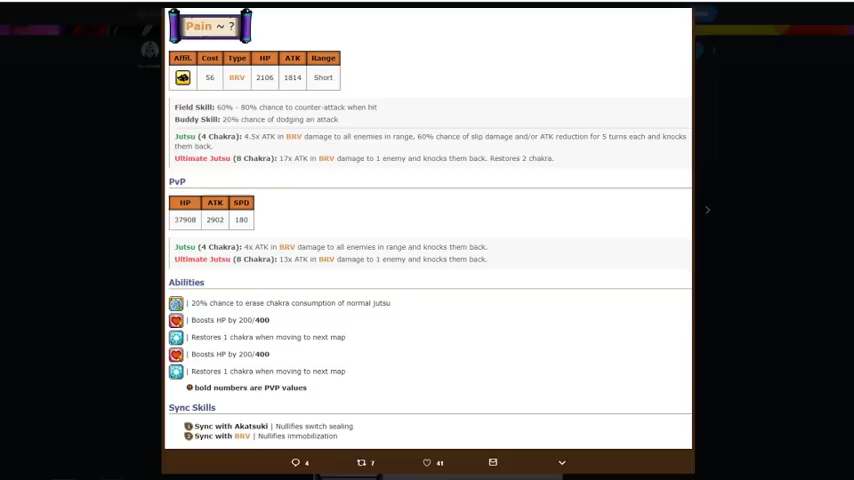 Pain ~ ?
Affil. Cost Type HP ATK Range
56 BRV 2106 1814 Short
Field Skill: 60% - 80% chance to counter-attack when hit
Buddy Skill: 20% chance of dodging an attack
Jutsu (4 Chakra): 4.5x ATK in BRV damage to all enemies in range, 60% chance of slip damage and/or ATK reduction for 5 turns each and knocks
them back.
Ultimate Jutsu (8 Chakra): 17x ATK in BRV damage to 1 enemy and knocks them back. Restores 2 chakra.
PvP
HP ATK SPD
37908 2902 180
Jutsu (4 Chakra): 4x ATK in BRV damage to all enemies in range and knocks them back.
Ultimate Jutsu (8 Chakra): 13x ATK in BRV damage to 1 enemy and knocks them back.
Abilities
| 20% chance to erase chakra consumption of normal jutsu
| Boosts HP by 200/400
| Restores 1 chakra when moving to next map
| Boosts HP by 200/400
| Restores 1 chakra when moving to next map
bold numbers are PVP values
Sync Skills
1 Sync with Akatsuki | Nullifies switch sealing
2 Sync with BRV | Nullifies immobilization
4 7 41